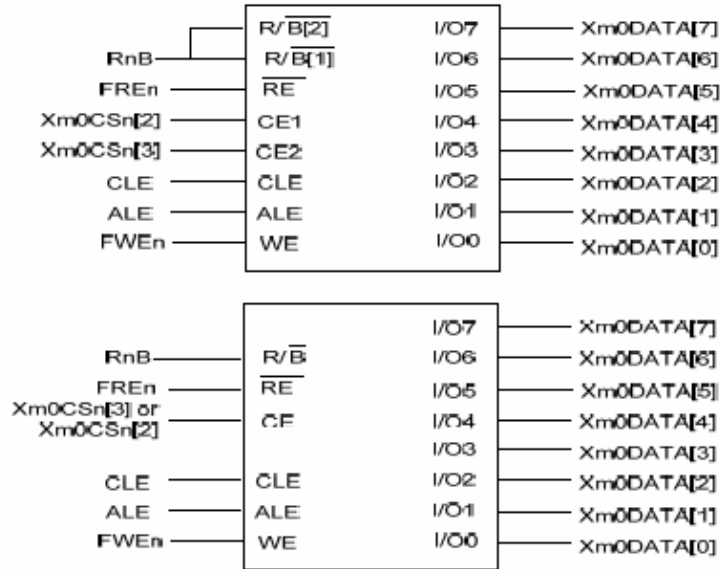 R/B[2] I/O7 Xm0DATA[7]
RnB R/B[1] I/O6 Xm0DATA[6]
FREn RE I/O5 Xm0DATA[5]
Xm0CSn[2] CE1 I/O4 Xm0DATA[4]
Xm0CSn[3] CE2 I/O3 Xm0DATA[3]
CLE CLE I/O2 Xm0DATA[2]
ALE ALE I/O1 Xm0DATA[1]
FWEn WE I/O0 Xm0DATA[0]
I/O7 Xm0DATA[7]
RnB R/B I/O6 Xm0DATA[6]
FREn RE I/O5 Xm0DATA[5]
Xm0CSn[3] or
Xm0CSn[2] CE I/O4 Xm0DATA[4]
I/O3 Xm0DATA[3]
CLE CLE I/O2 Xm0DATA[2]
ALE ALE I/O1 Xm0DATA[1]
FWEn WE I/O0 Xm0DATA[0]